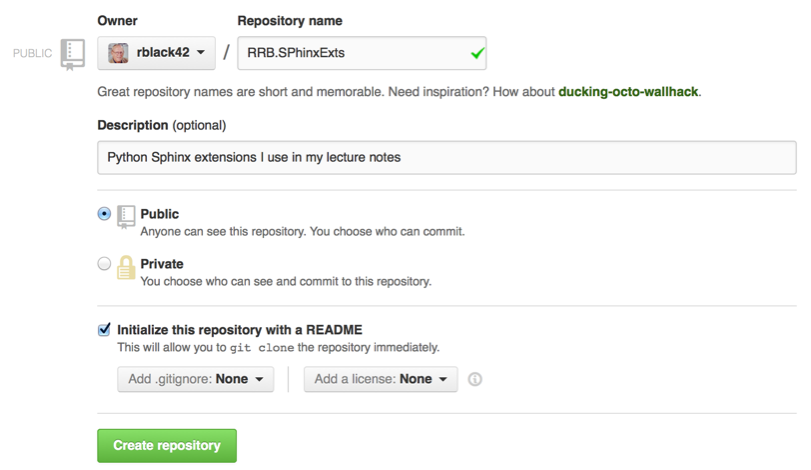 Owner Repository name
PUBLIC rblack42 / RRB.SPhinxExts
Great repository names are short and memorable. Need inspiration? How about ducking-octo-wallhack.
Description (optional)
Python Sphinx extensions I use in my lecture notes
Public
Anyone can see this repository. You choose who can commit.
Private
You choose who can see and commit to this repository.
Initialize this repository with a README
This will allow you to git clone the repository immediately.
Add .gitignore: None Add a license: None
Create repository